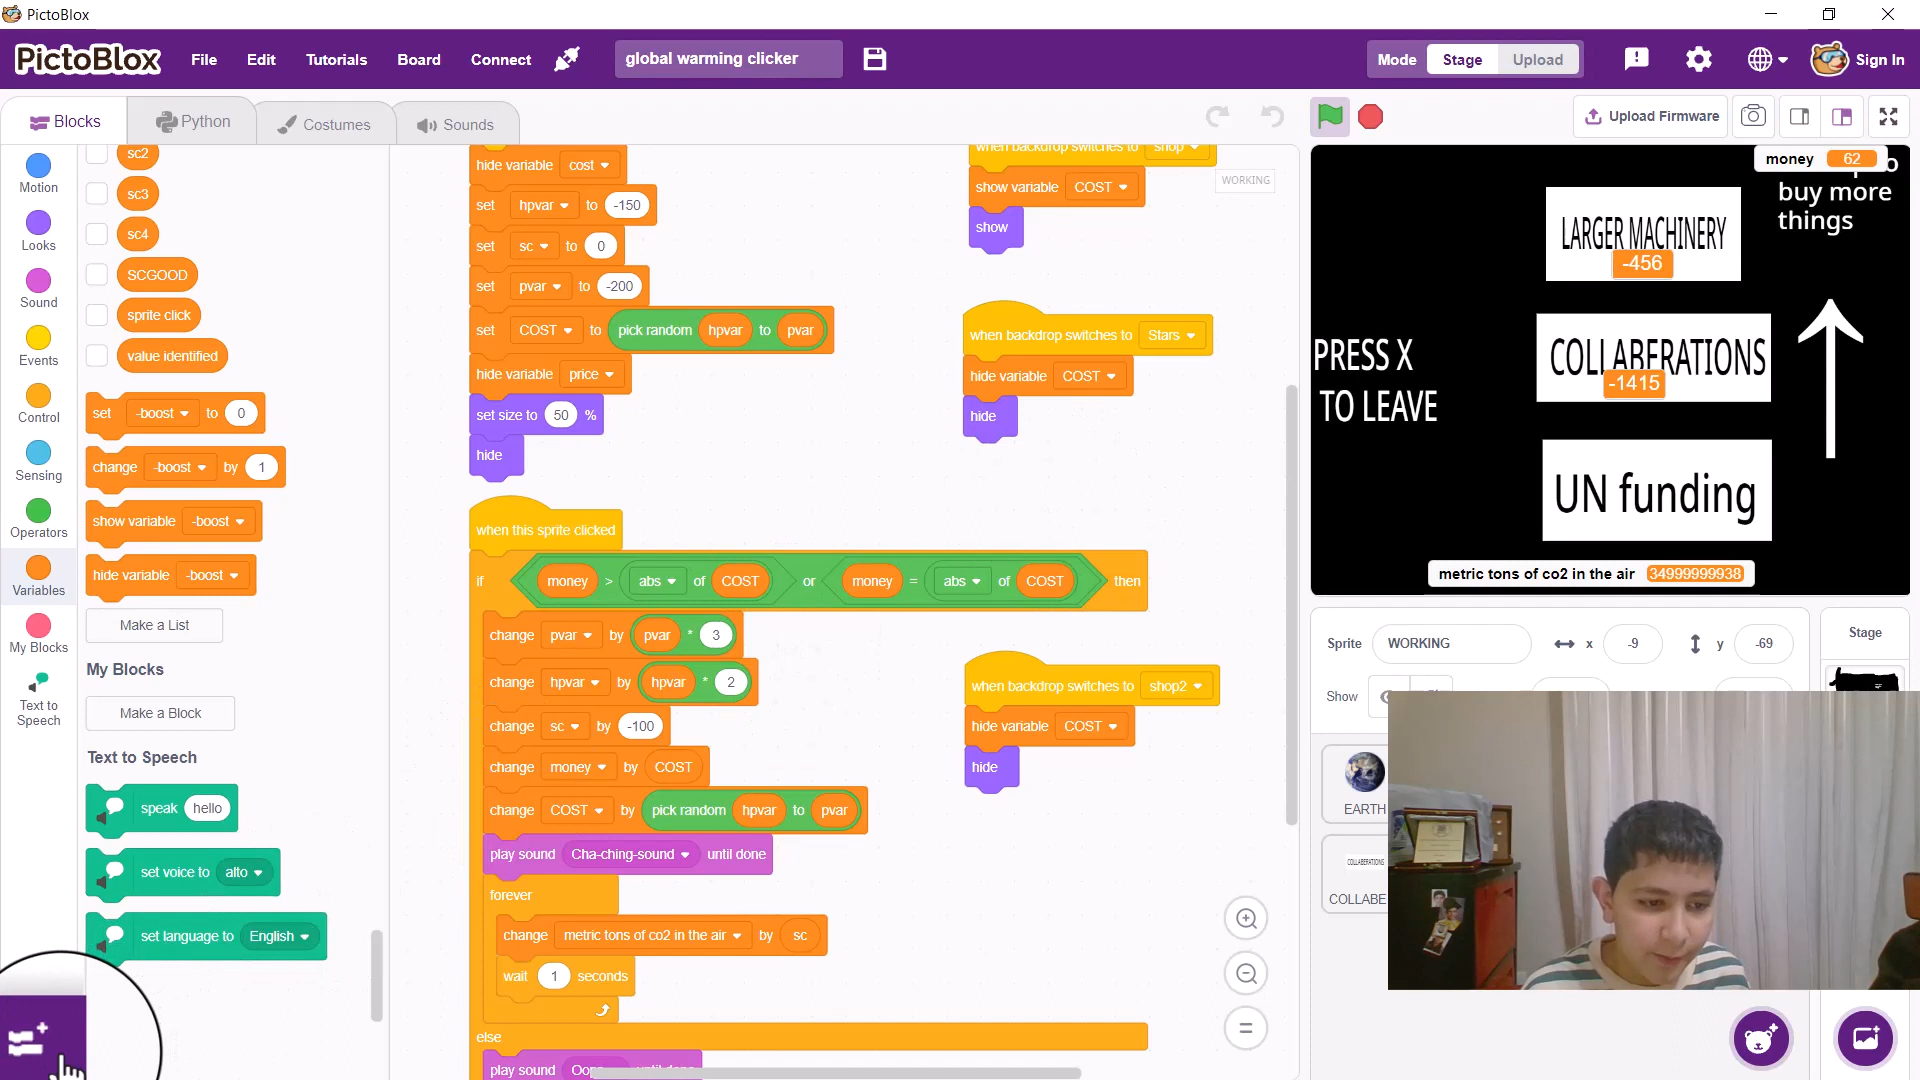 PictoBlox
PictoBlox
File
Edit
Tutorials
Board
Connect
global warming clicker
Mode
Stage
Upload
Sign In
Blocks
Python
Costumes
Sounds
Upload Firmware
Motion
Looks
Sound
Events
Control
Sensing
Operators
Variables
My Blocks
Text to
Speech
sc2
sc3
sc4
SCGOOD
sprite click
value identified
set -boost to 0
change -boost by 1
show variable -boost
hide variable -boost
Make a List
My Blocks
Make a Block
Text to Speech
speak hello
set voice to alto
set language to English
hide variable cost
set hpvar to -150
set sc to 0
set pvar to -200
set COST to pick random hpvar to pvar
hide variable price
set size to 50 %
hide
when this sprite clicked
if money > abs of COST or money = abs of COST then
change pvar by pvar * 3
change hpvar by hpvar * 2
change sc by -100
change money by COST
change COST by pick random hpvar to pvar
play sound Cha-ching-sound until done
forever
change metric tons of co2 in the air by sc
wait 1 seconds
else
play sound
when backdrop switches to shop
show variable COST
show
when backdrop switches to Stars
hide variable COST
hide
when backdrop switches to shop2
hide variable COST
hide
WORKING
money 62
buy more
things
LARGER MACHINERY
-456
COLLABERATIONS
-1415
UN funding
PRESS X
TO LEAVE
metric tons of co2 in the air 34999999938
Sprite WORKING x -9 y -69
Show
Stage
EARTH
COLLABERATIONS
COLLABE